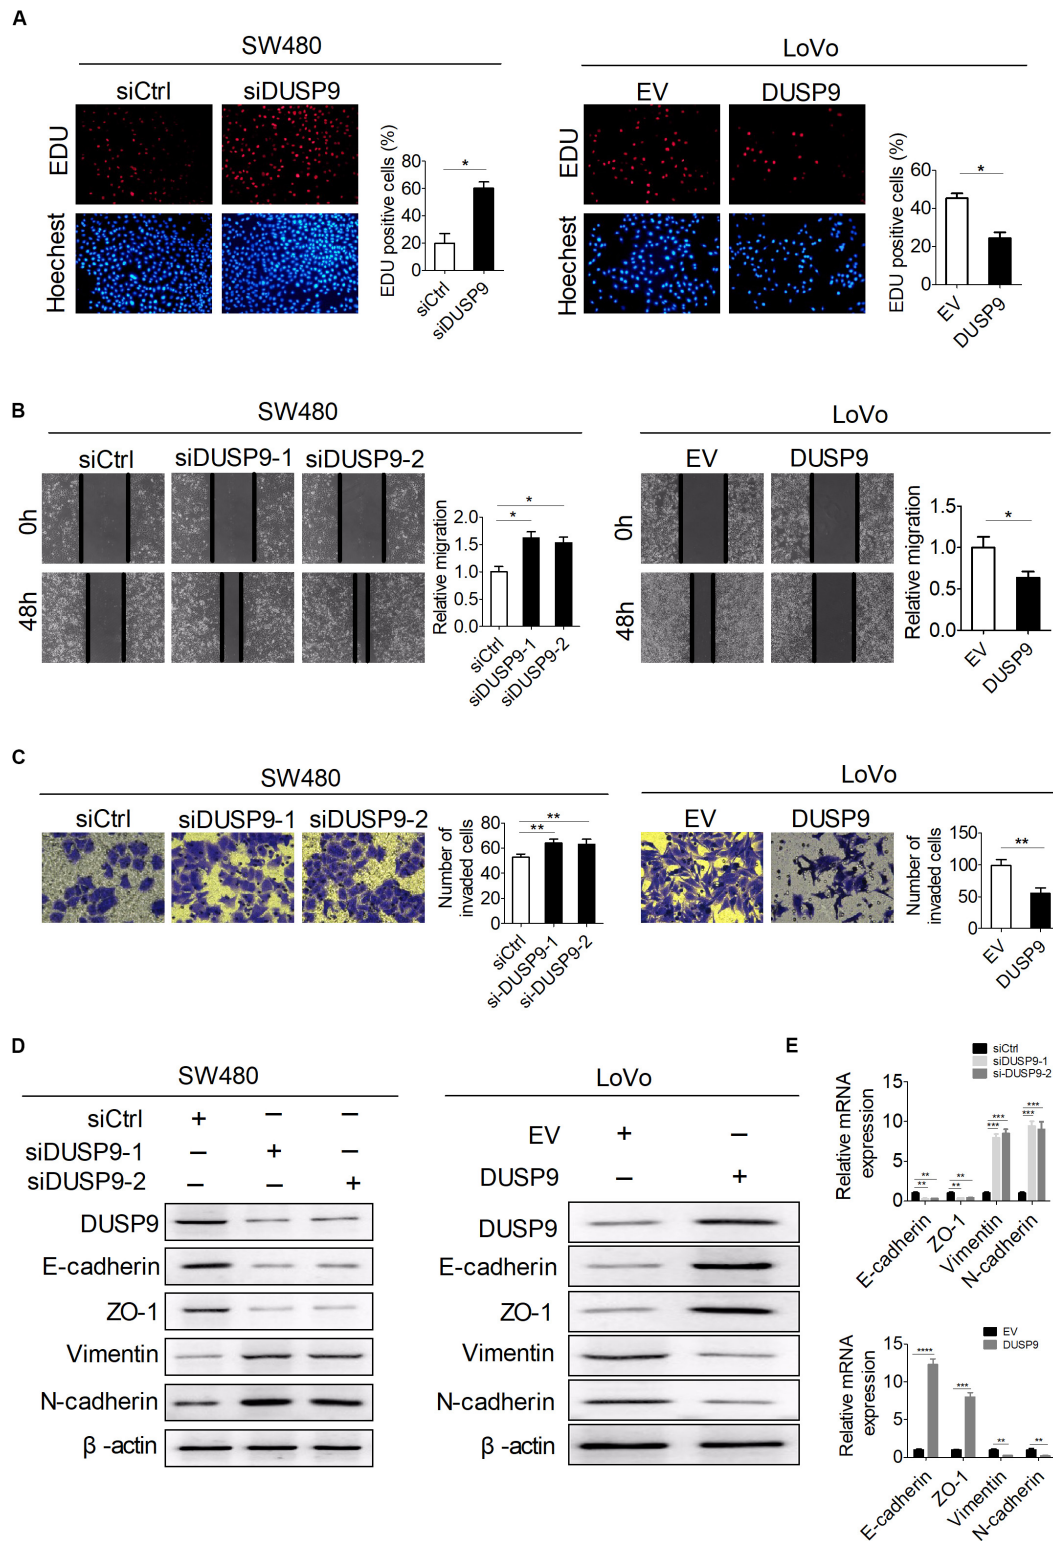 A
SW480
LoVo
siCtrl siDUSP9
EV DUSP9
EDU
Hoechest
EDU positive cells (%)
80
60
40
20
0
*
siCtrl
siDUSP9
EDU
Hoechest
EDU positive cells (%)
60
40
20
0
*
EV
DUSP9
B
SW480
LoVo
siCtrl siDUSP9-1 siDUSP9-2
EV DUSP9
0h
48h
Relative migration
2.0
1.5
1.0
0.5
0.0
*
*
siCtrl
siDUSP9-1
siDUSP9-2
0h
48h
Relative migration
1.5
1.0
0.5
0.0
*
EV
DUSP9
C
SW480
LoVo
siCtrl siDUSP9-1 siDUSP9-2
EV DUSP9
Number of
invaded cells
80
60
40
20
0
**
**
siCtrl
si-DUSP9-1
si-DUSP9-2
Number of
invaded cells
150
100
50
0
**
EV
DUSP9
D
SW480
siCtrl + – –
siDUSP9-1 – + –
siDUSP9-2 – – +
DUSP9
E-cadherin
ZO-1
Vimentin
N-cadherin
β -actin
LoVo
EV + –
DUSP9 – +
DUSP9
E-cadherin
ZO-1
Vimentin
N-cadherin
β -actin
E
siCtrl
siDUSP9-1
si-DUSP9-2
Relative mRNA
expression
15
10
5
0
** ** *** ***
** ** *** ***
E-cadherin
ZO-1
Vimentin
N-cadherin
EV
DUSP9
Relative mRNA
expression
15
10
5
0
**** *** ** **
E-cadherin
ZO-1
Vimentin
N-cadherin